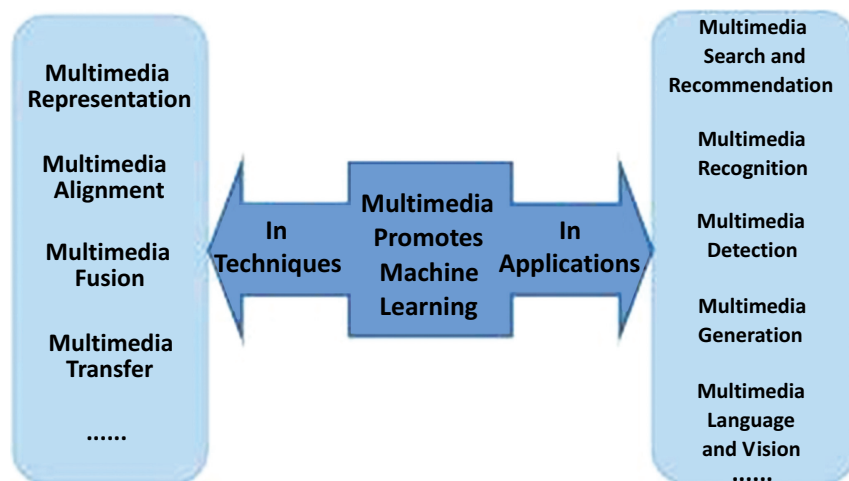 Multimedia
Representation
Multimedia
Alignment
Multimedia
Fusion
Multimedia
Transfer
......
In
Techniques
Multimedia
Promotes
Machine
Learning
In
Applications
Multimedia
Search and
Recommendation
Multimedia
Recognition
Multimedia
Detection
Multimedia
Generation
Multimedia
Language
and Vision
......